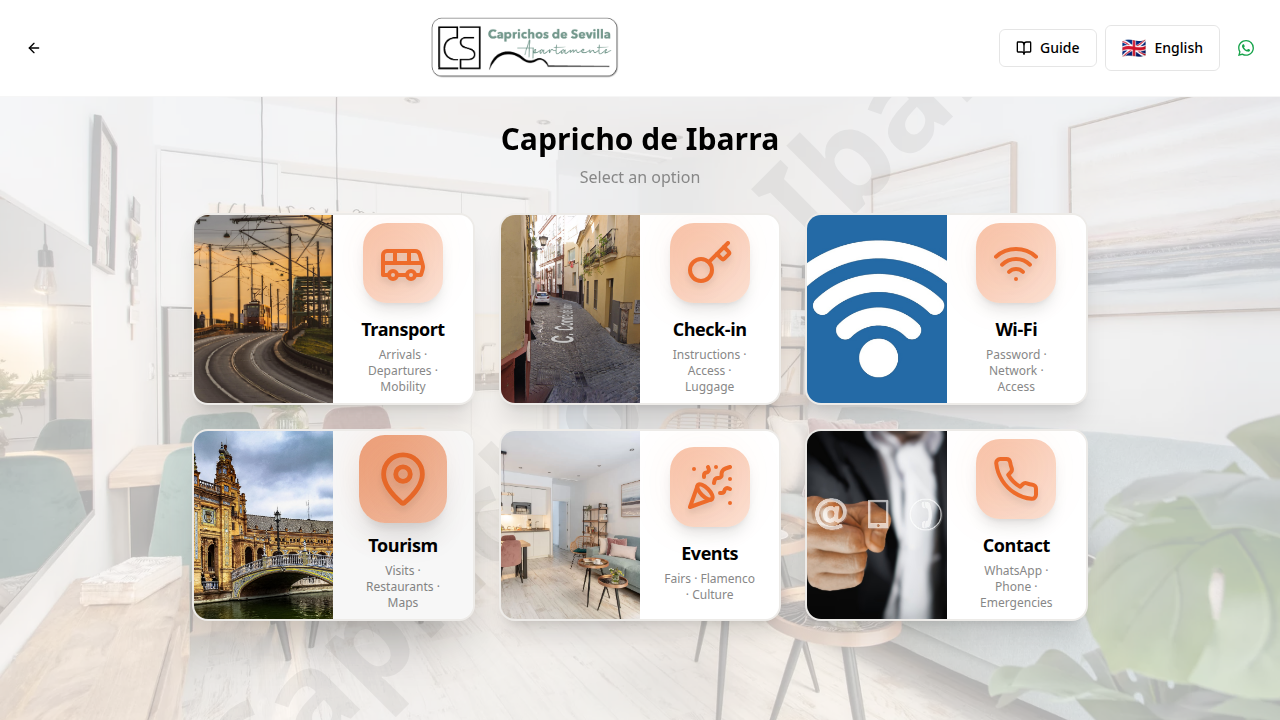 CS
Caprichos de Sevilla
Apartamento
Guide
English
Capricho de Ibarra
Select an option
Transport
Arrivals ·
Departures ·
Mobility
Check-in
Instructions ·
Access ·
Luggage
Wi-Fi
Password ·
Network ·
Access
Tourism
Visits ·
Restaurants ·
Maps
Events
Fairs · Flamenco
· Culture
@
Contact
WhatsApp ·
Phone ·
Emergencies